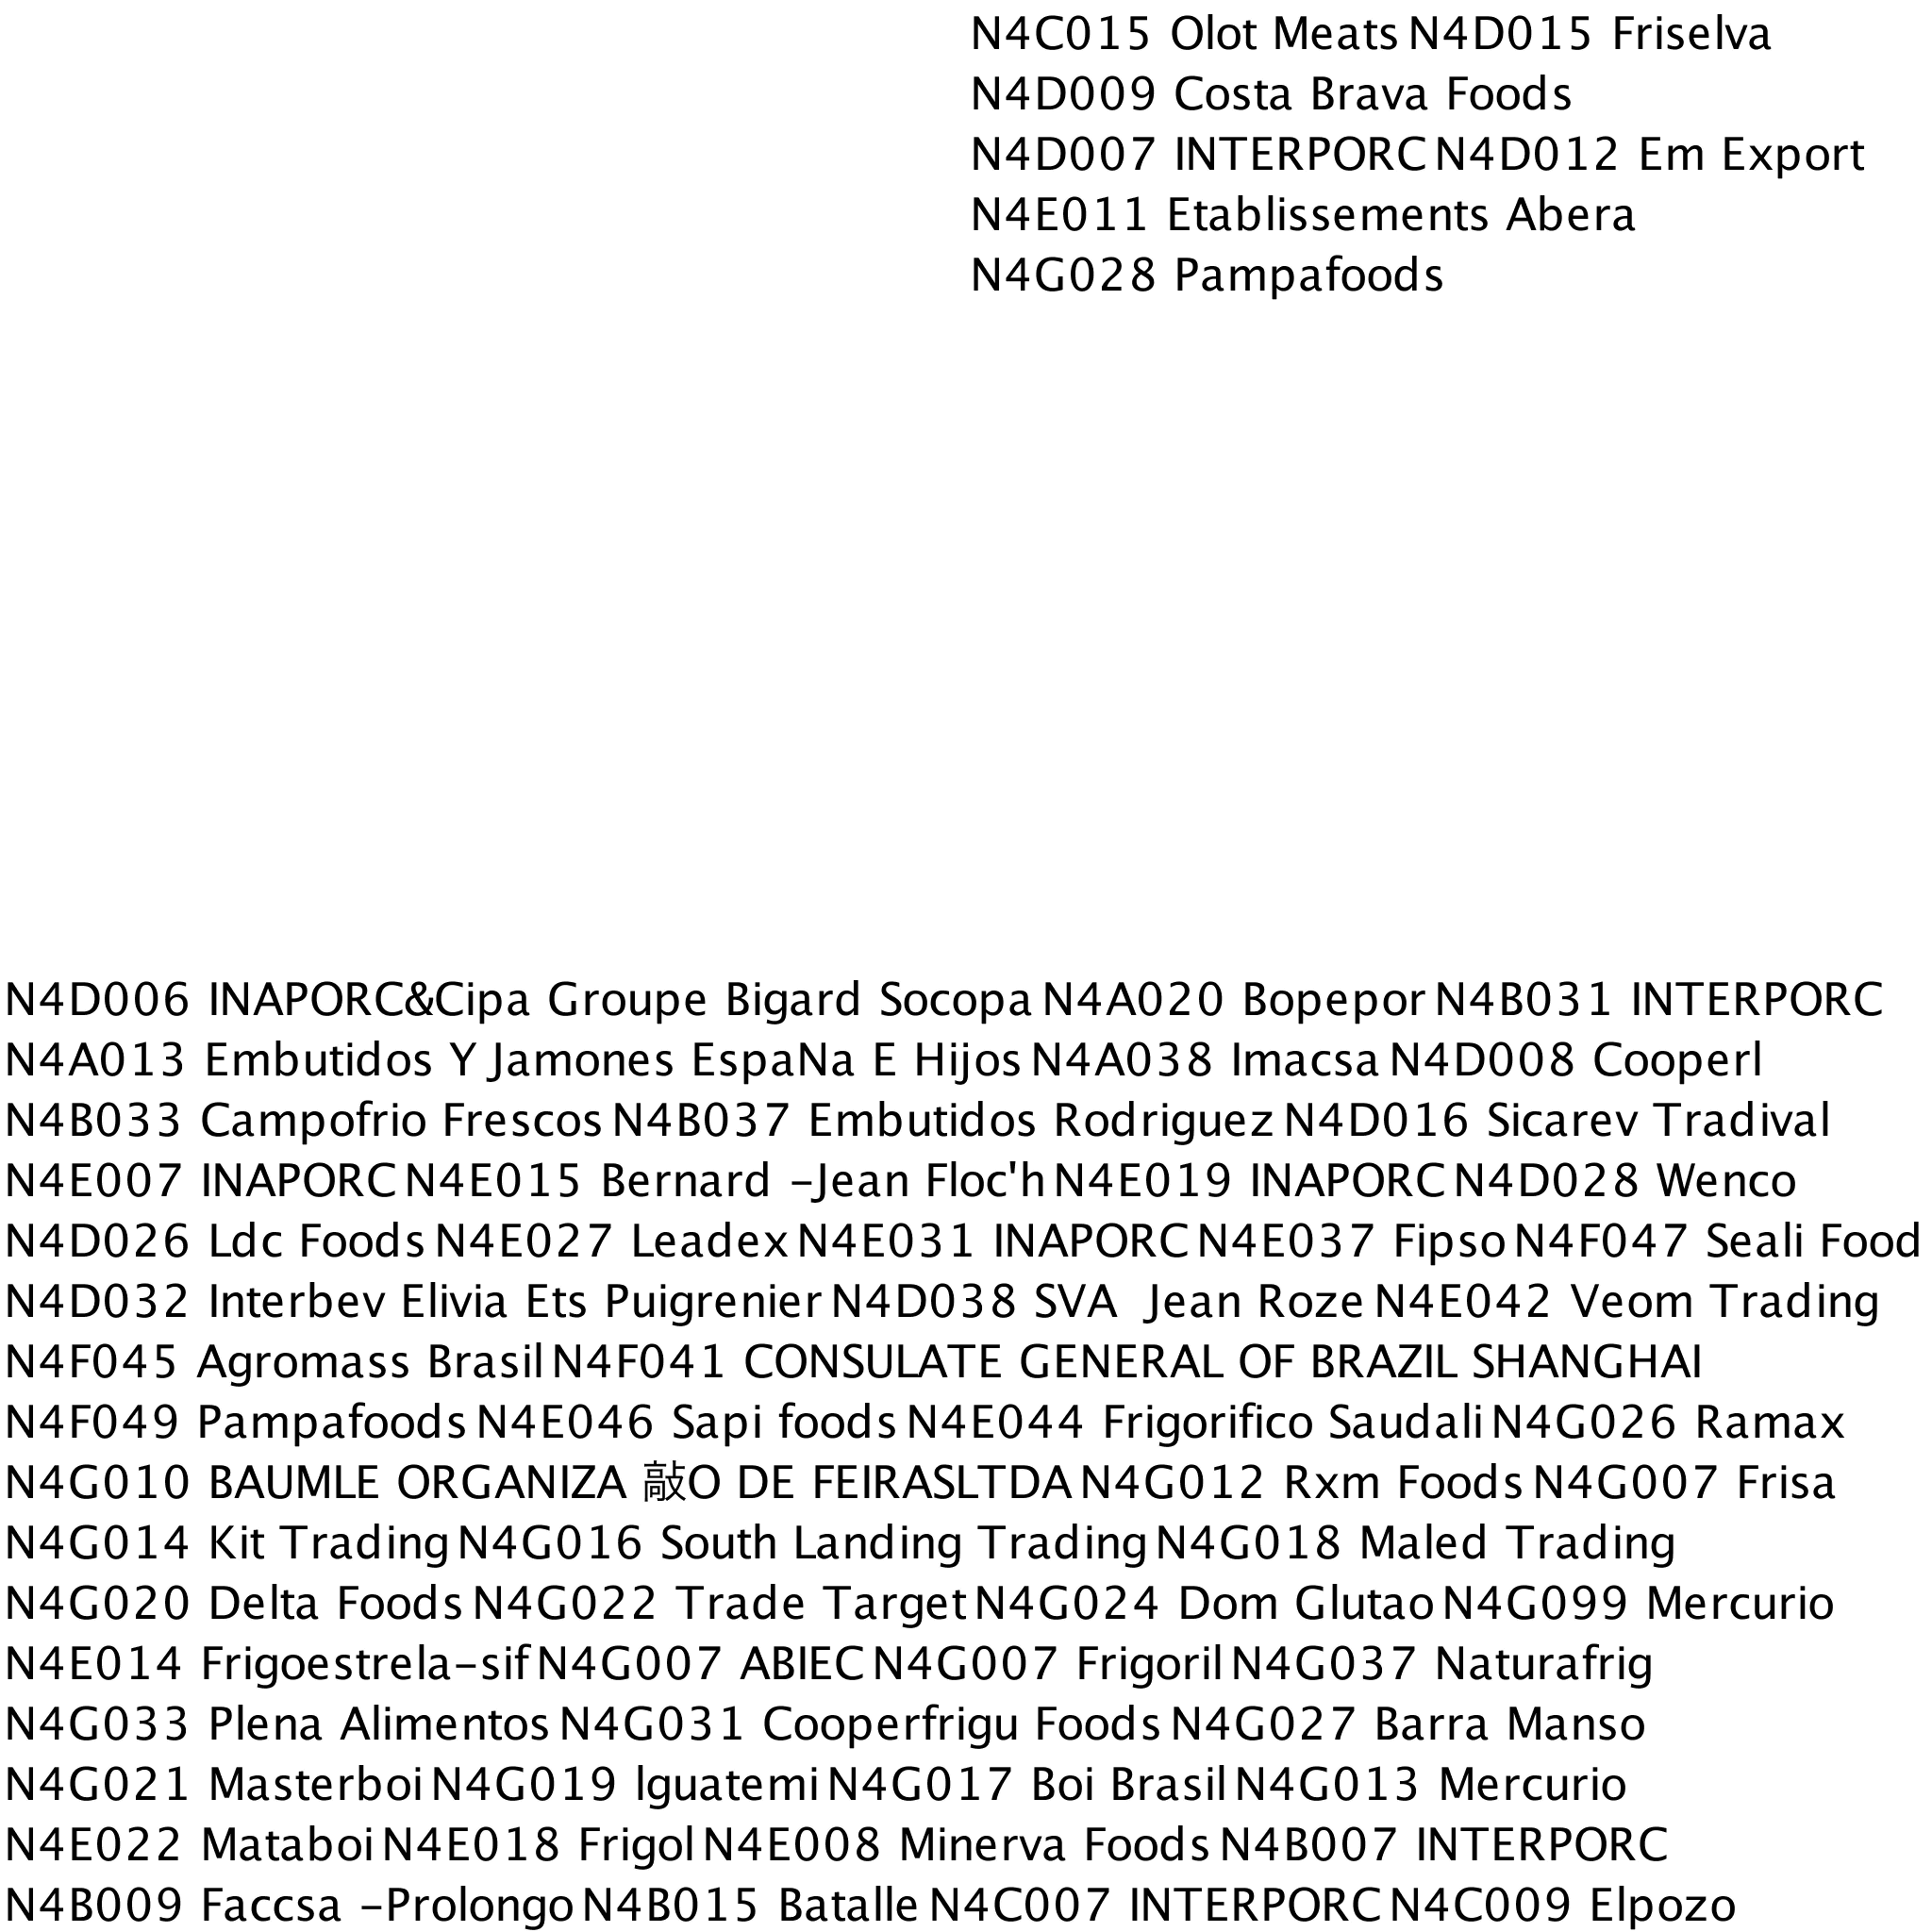 N4C015 Olot Meats N4D015 Friselva
N4D009 Costa Brava Foods
N4D007 INTERPORC N4D012 Em Export
N4E011 Etablissements Abera
N4G028 Pampafoods
N4D006 INAPORC&Cipa Groupe Bigard Socopa N4A020 Bopepor N4B031 INTERPORC
N4A013 Embutidos Y Jamones EspaNa E Hijos N4A038 Imacsa N4D008 Cooperl
N4B033 Campofrio Frescos N4B037 Embutidos Rodriguez N4D016 Sicarev Tradival
N4E007 INAPORC N4E015 Bernard -Jean Floc'h N4E019 INAPORC N4D028 Wenco
N4D026 Ldc Foods N4E027 Leadex N4E031 INAPORC N4E037 Fipso N4F047 Seali Food
N4D032 Interbev Elivia Ets Puigrenier N4D038 SVA Jean Roze N4E042 Veom Trading
N4F045 Agromass Brasil N4F041 CONSULATE GENERAL OF BRAZIL SHANGHAI
N4F049 Pampafoods N4E046 Sapi foods N4E044 Frigorifico Saudali N4G026 Ramax
N4G010 BAUMLE ORGANIZA 敲O DE FEIRASLTDA N4G012 Rxm Foods N4G007 Frisa
N4G014 Kit Trading N4G016 South Landing Trading N4G018 Maled Trading
N4G020 Delta Foods N4G022 Trade Target N4G024 Dom Glutao N4G099 Mercurio
N4E014 Frigoestrela-sif N4G007 ABIEC N4G007 Frigoril N4G037 Naturafrig
N4G033 Plena Alimentos N4G031 Cooperfrigu Foods N4G027 Barra Manso
N4G021 Masterboi N4G019 lguatemi N4G017 Boi Brasil N4G013 Mercurio
N4E022 Mataboi N4E018 Frigol N4E008 Minerva Foods N4B007 INTERPORC
N4B009 Faccsa -Prolongo N4B015 Batalle N4C007 INTERPORC N4C009 Elpozo